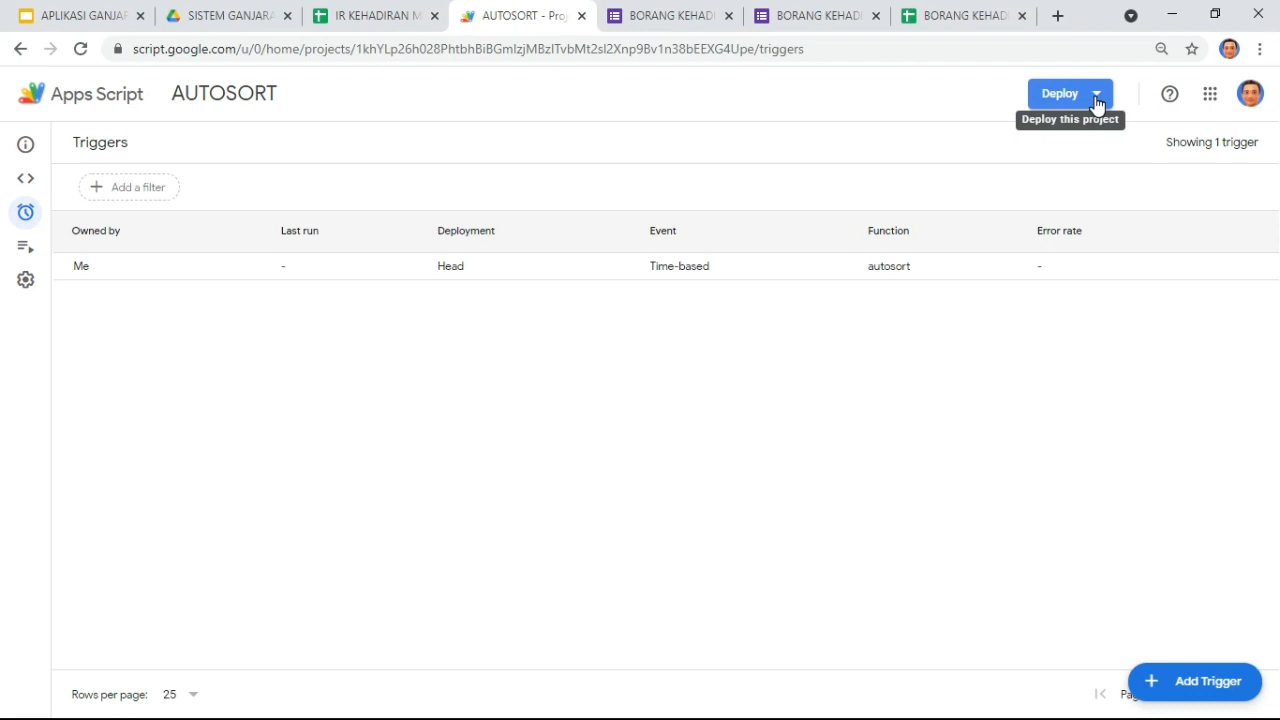 APLIKASI GANJAR
SISTEM GANJARA
IR KEHADIRAN M
AUTOSORT - Proj
BORANG KEHAD
BORANG KEHAD
BORANG KEHAD
script.google.com/u/0/home/projects/1khYLp26h028PhtbhBiBGmlzjMBzITvbMt2sl2Xnp9Bv1n38bEEXG4Upe/triggers
Apps Script
AUTOSORT
Deploy
Deploy this project
Triggers
Showing 1 trigger
Add a filter
Owned by Last run Deployment Event Function Error rate
Me - Head Time-based autosort -
Rows per page: 25
Add Trigger